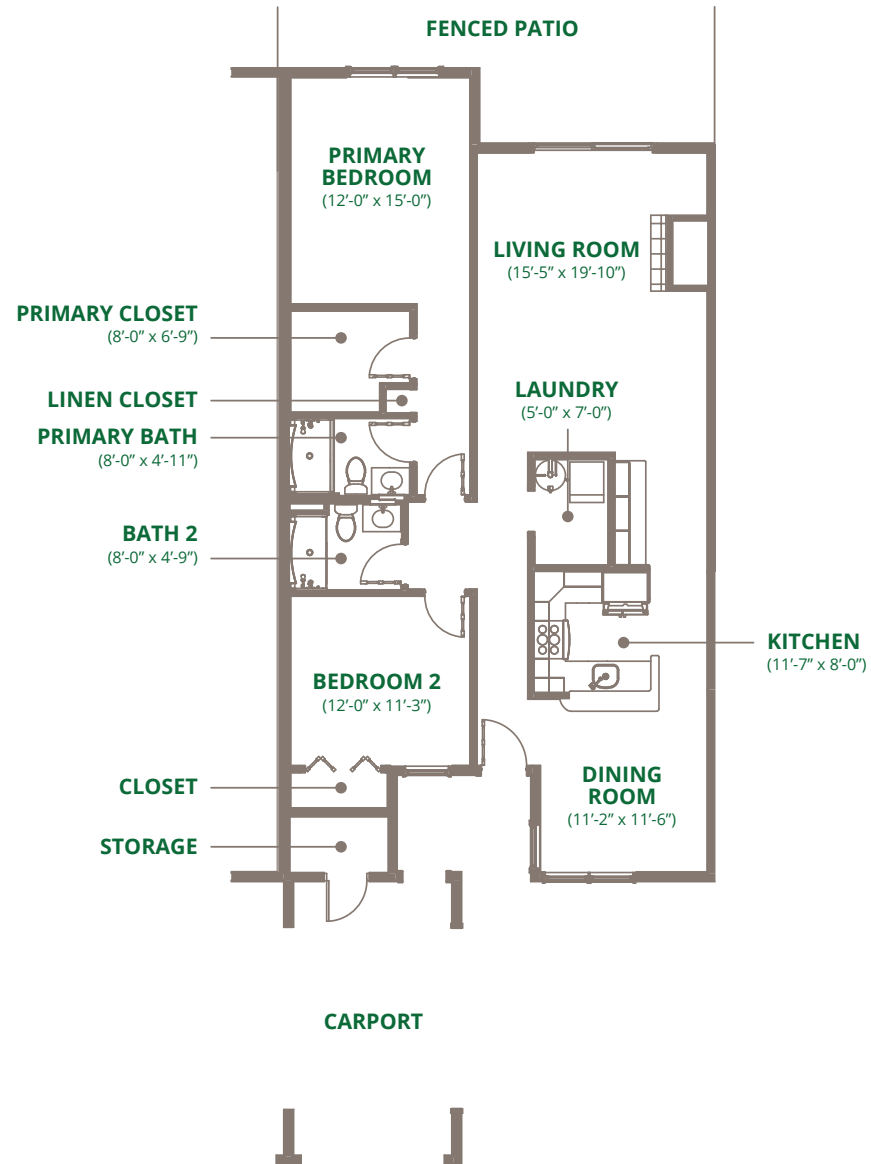 FENCED PATIO
PRIMARY
BEDROOM
(12’-0” x 15’-0”)
LIVING ROOM
(15’-5” x 19’-10”)
PRIMARY CLOSET
(8’-0” x 6’-9”)
LINEN CLOSET
LAUNDRY
(5’-0” x 7’-0”)
PRIMARY BATH
(8’-0” x 4’-11”)
BATH 2
(8’-0” x 4’-9”)
KITCHEN
(11’-7” x 8’-0”)
BEDROOM 2
(12’-0” x 11’-3”)
CLOSET
DINING
ROOM
(11’-2” x 11’-6”)
STORAGE
CARPORT